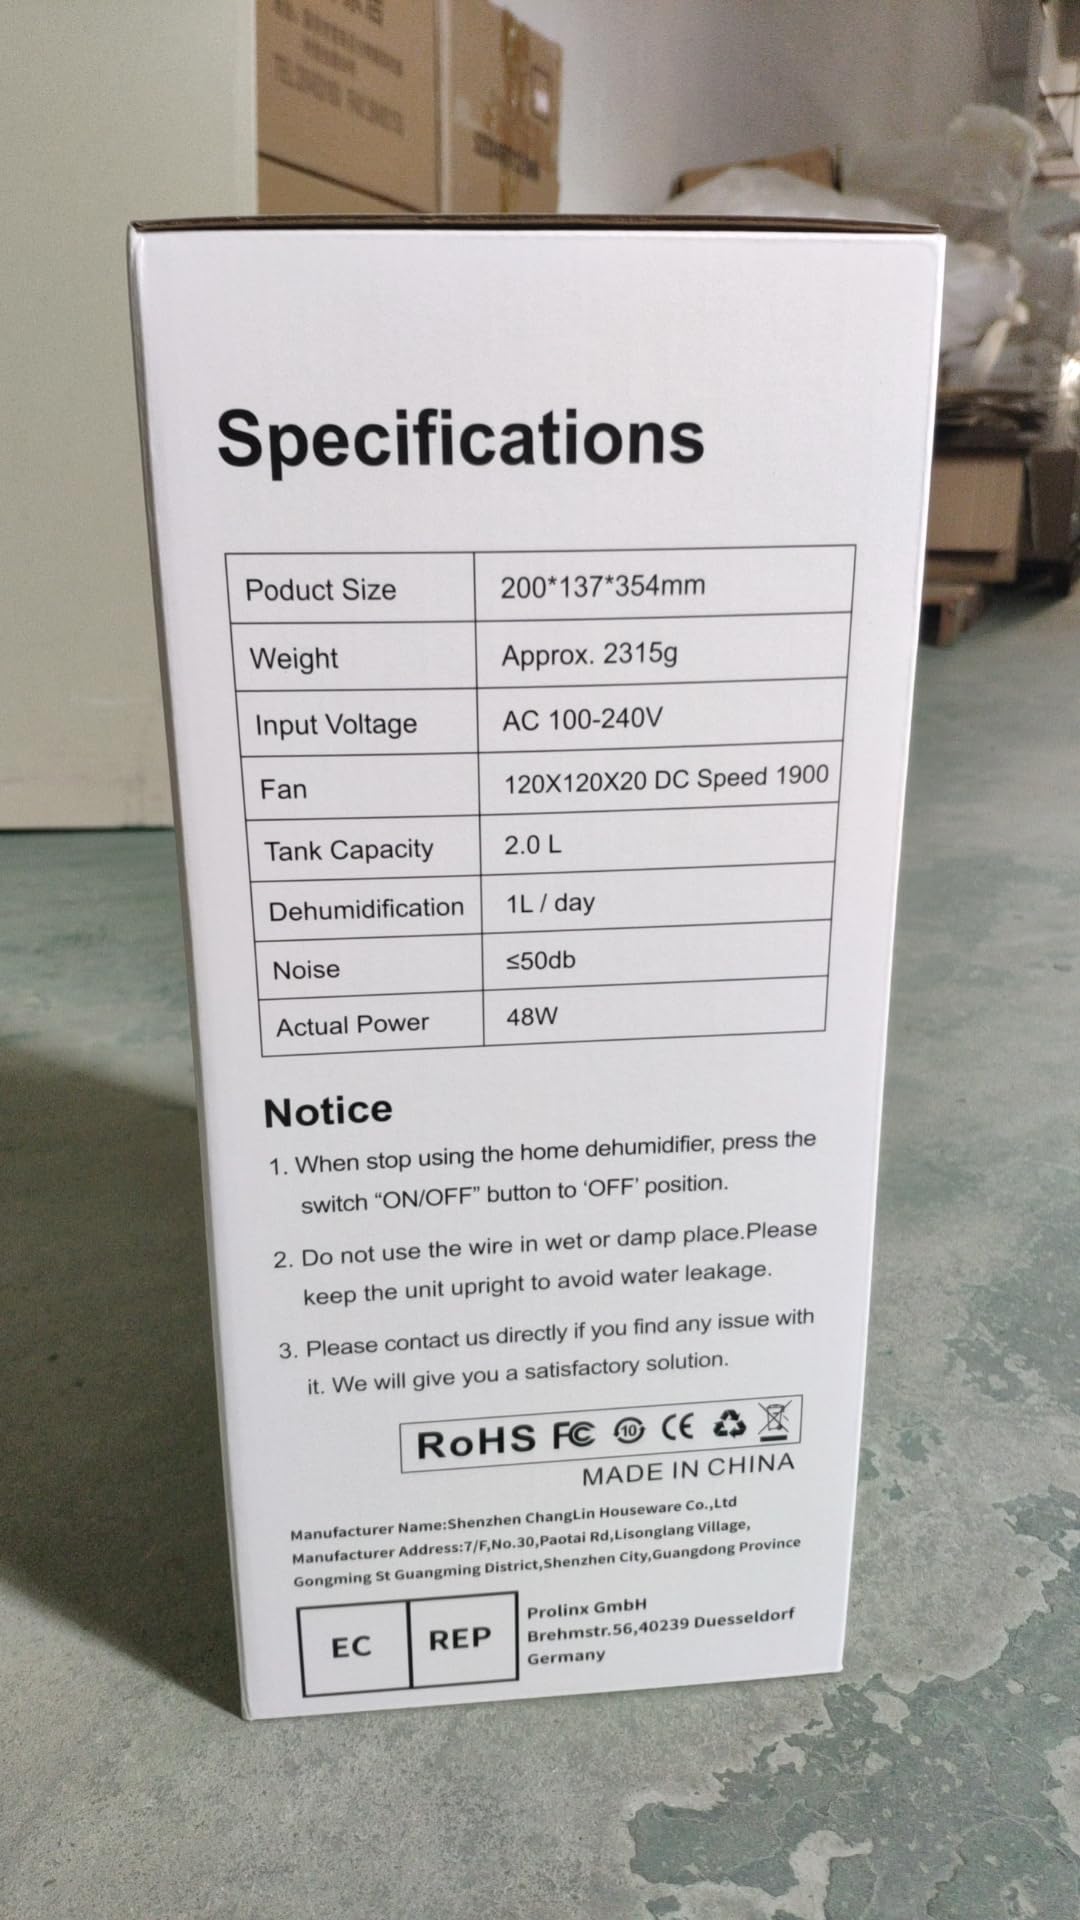 Specifications
Poduct Size 200*137*354mm
Weight Approx. 2315g
Input Voltage AC 100-240V
Fan 120X120X20 DC Speed 1900
Tank Capacity 2.0 L
Dehumidification 1L / day
Noise ≤50db
Actual Power 48W
Notice
1. When stop using the home dehumidifier, press the
switch “ON/OFF” button to ‘OFF’ position.
2. Do not use the wire in wet or damp place.Please
keep the unit upright to avoid water leakage.
3. Please contact us directly if you find any issue with
it. We will give you a satisfactory solution.
RoHS FC 10 CE
MADE IN CHINA
Manufacturer Name:Shenzhen ChangLin Houseware Co.,Ltd
Manufacturer Address:7/F,No.30,Paotai Rd,Lisonglang Village,
Gongming St Guangming District,Shenzhen City,Guangdong Province
EC REP
Prolinx GmbH
Brehmstr.56,40239 Duesseldorf
Germany